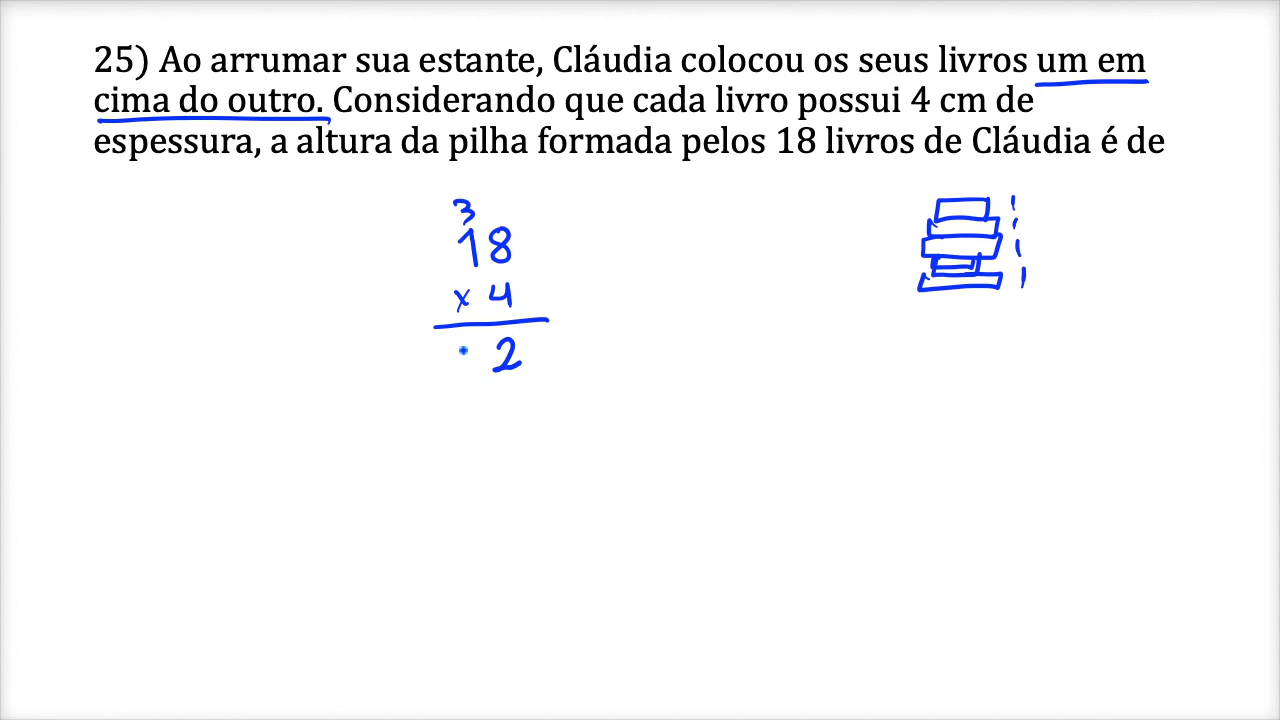 25) Ao arrumar sua estante, Cláudia colocou os seus livros um em
cima do outro. Considerando que cada livro possui 4 cm de
espessura, a altura da pilha formada pelos 18 livros de Cláudia é de
3
18
x 4
2